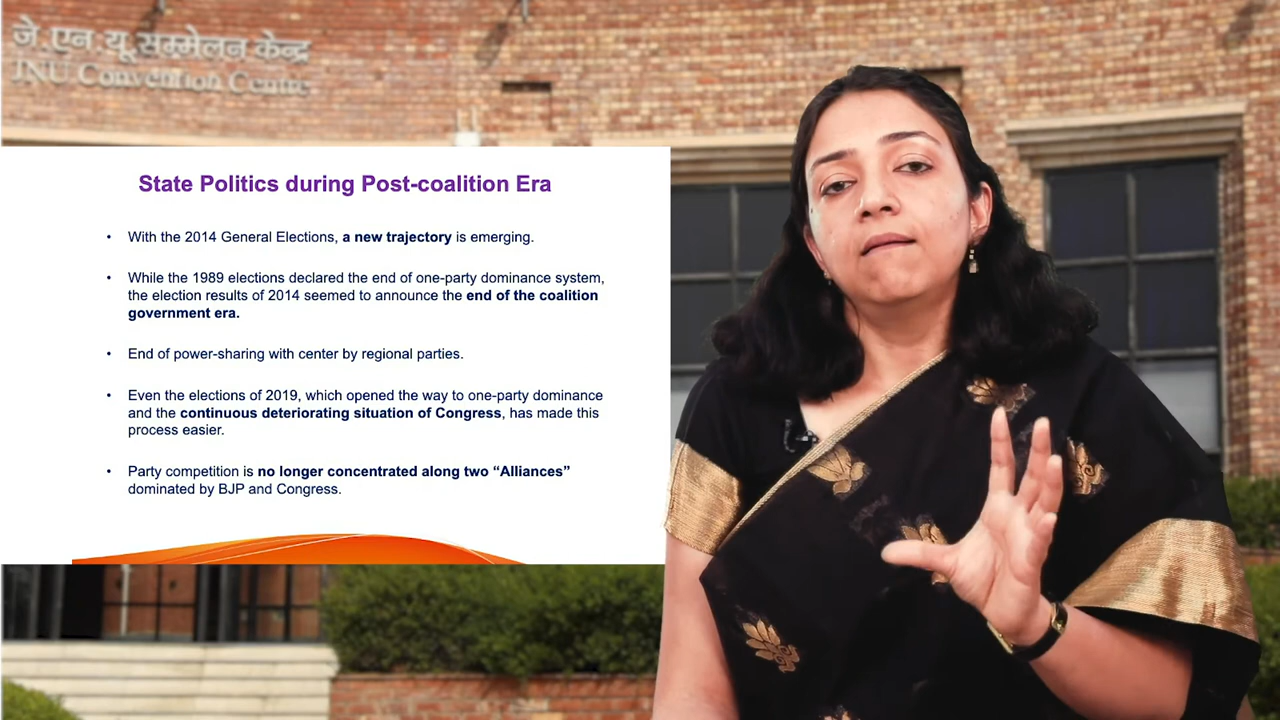 जे.एन.यू.सम्मेलन केन्द्र
JNU Convention Centre
State Politics during Post-coalition Era
• With the 2014 General Elections, a new trajectory is emerging.
• While the 1989 elections declared the end of one-party dominance system,
the election results of 2014 seemed to announce the end of the coalition
government era.
• End of power-sharing with center by regional parties.
• Even the elections of 2019, which opened the way to one-party dominance
and the continuous deteriorating situation of Congress, has made this
process easier.
• Party competition is no longer concentrated along two “Alliances”
dominated by BJP and Congress.